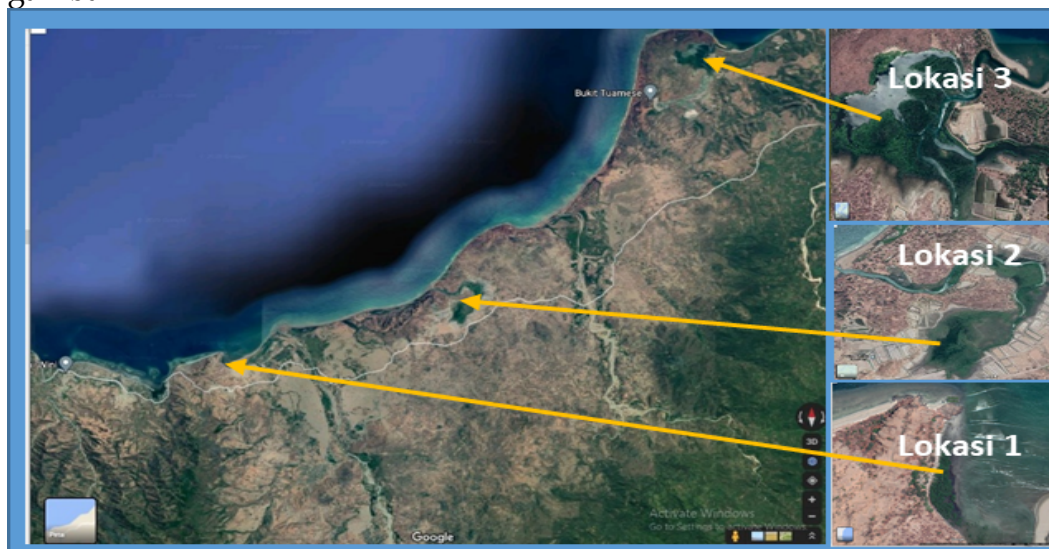 Bukit Tuamese
Wini
Lokasi 3
Lokasi 2
Lokasi 1
3D
Activate Windows
Go to Settings to activate Windows.
Google
Peta